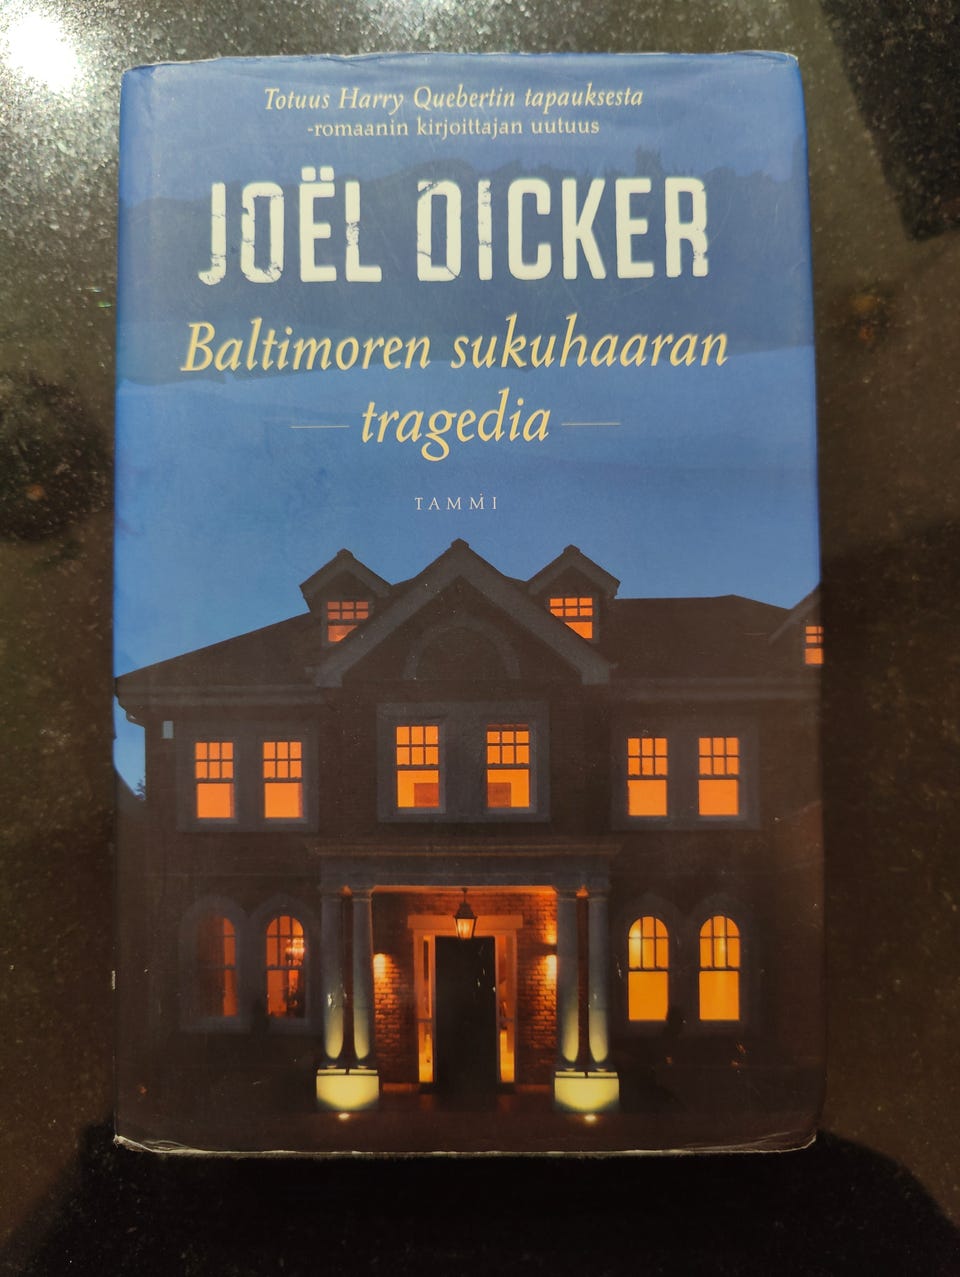 Totuus Harry Quebertin tapauksesta
-romaanin kirjoittajan uutuus
JOËL DICKER
Baltimoren sukuhaaran
tragedia
TAMMI